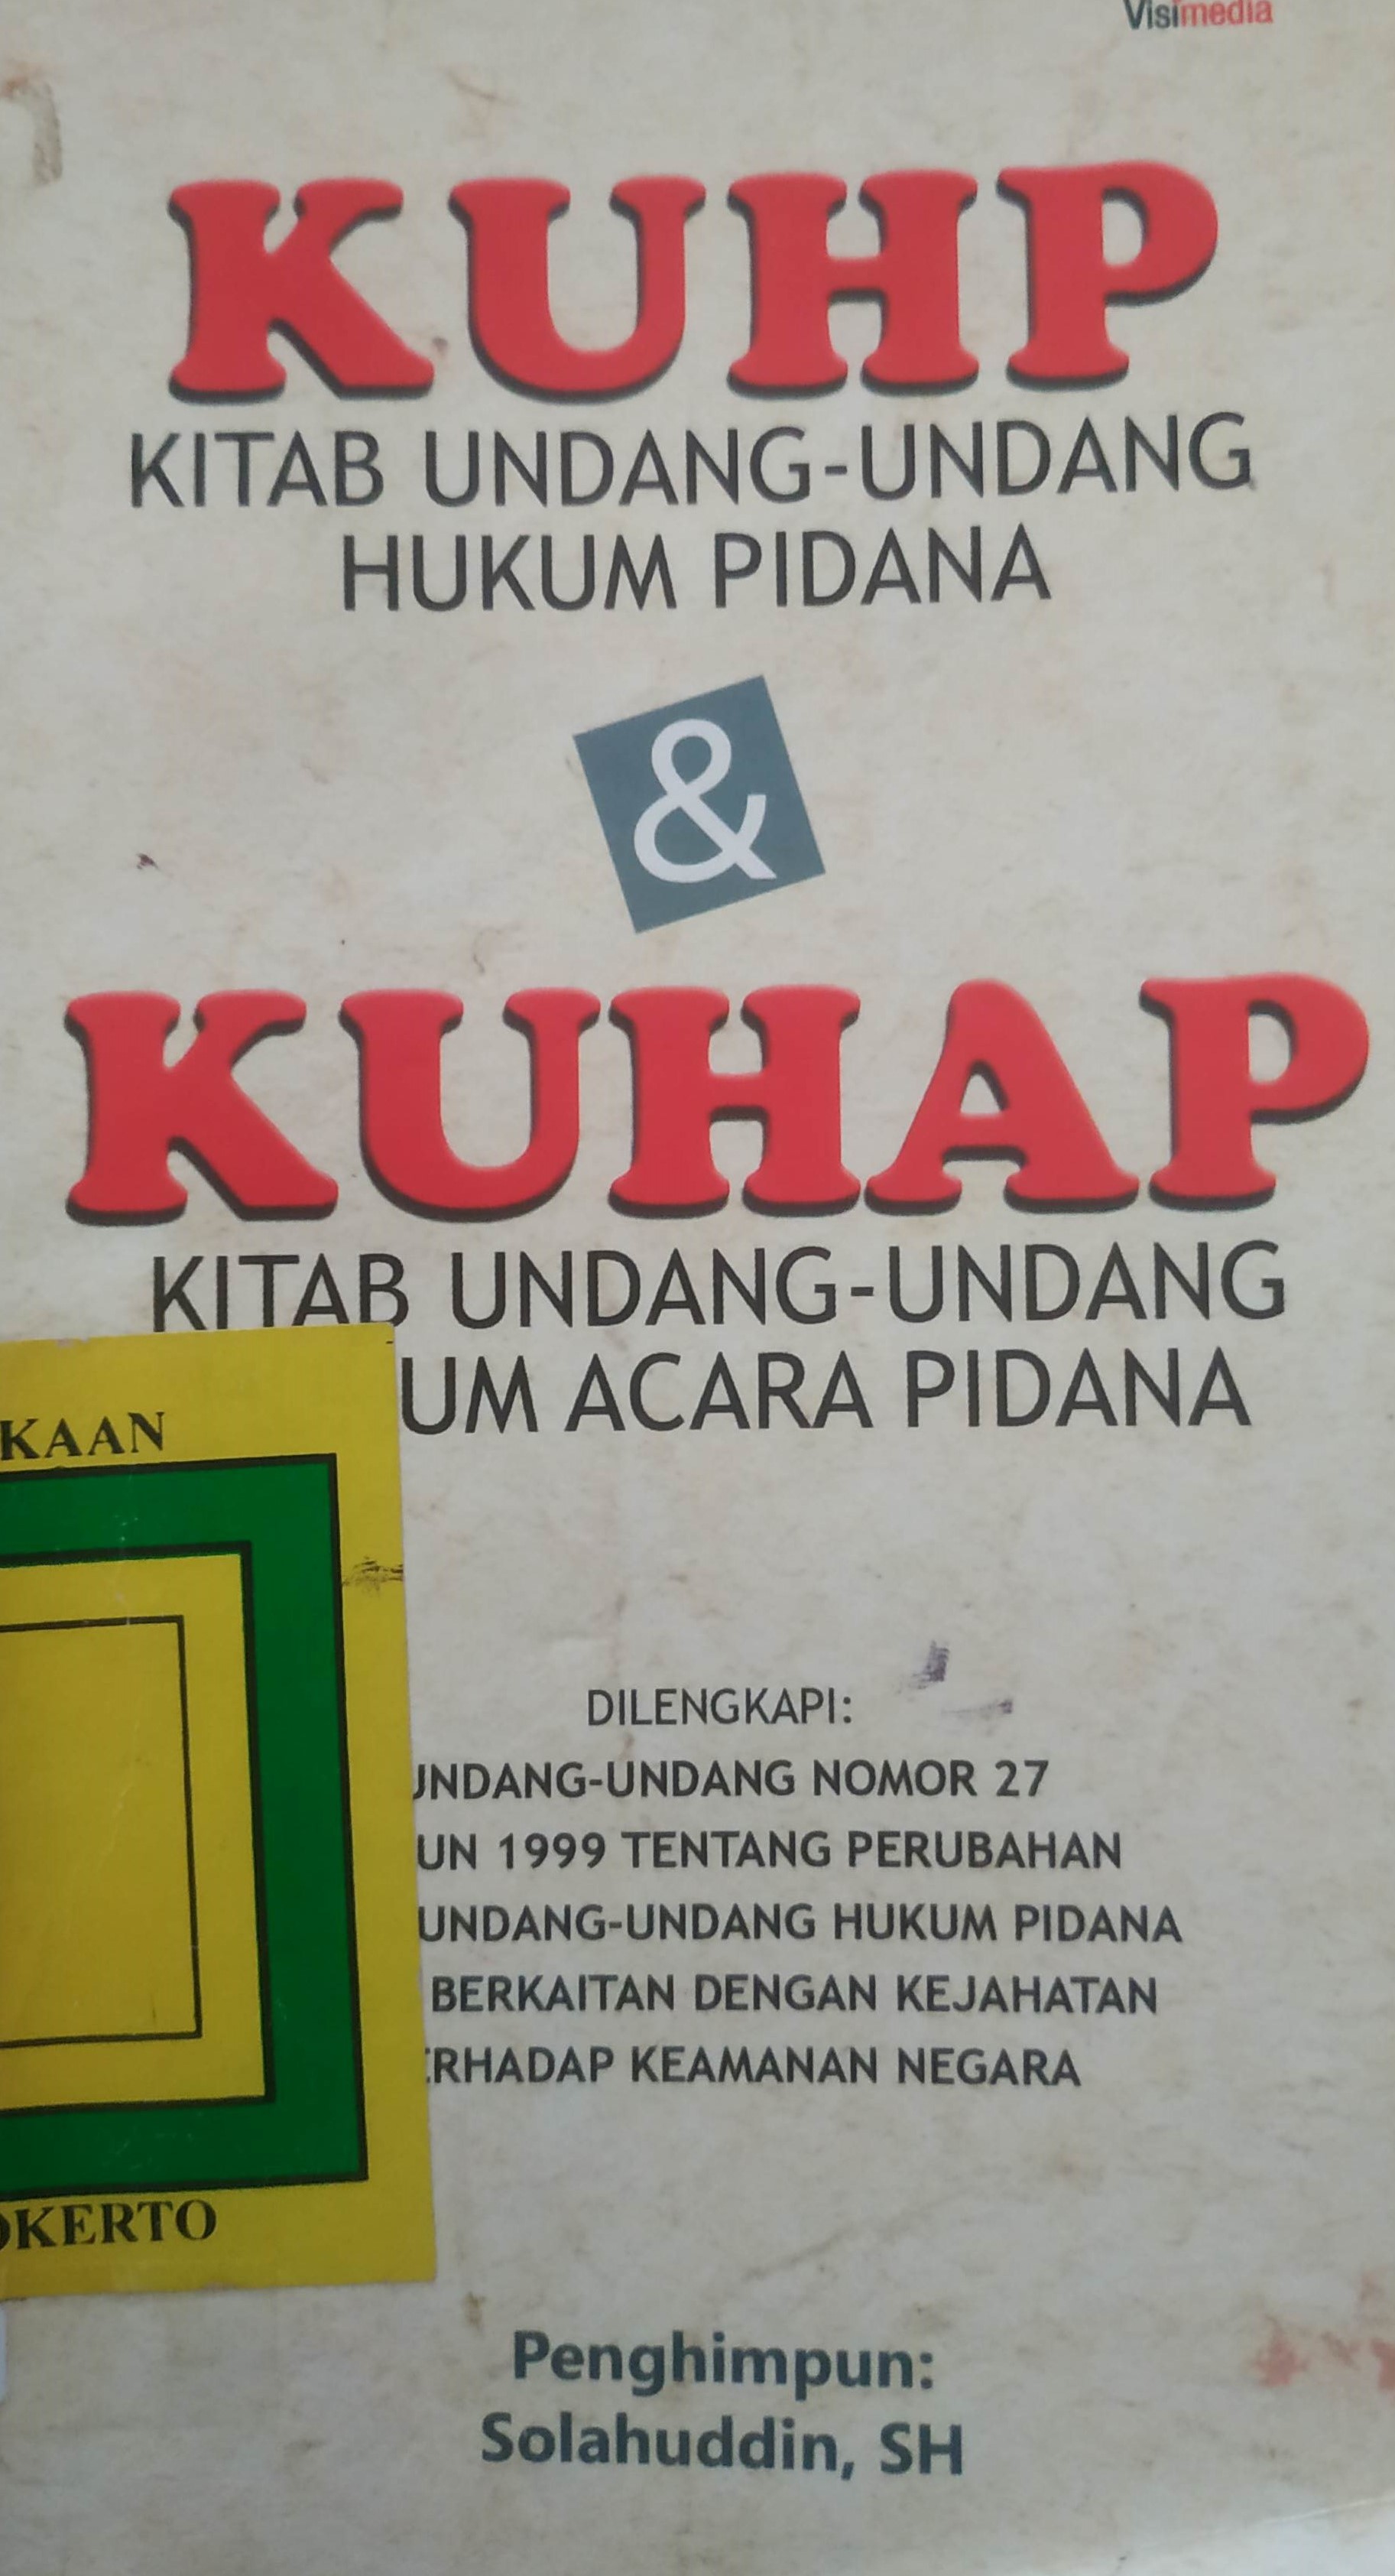 Visimedia
KUHP
KITAB UNDANG-UNDANG
HUKUM PIDANA
&
KUHAP
KITAB UNDANG-UNDANG
UM ACARA PIDANA
KAAN
DILENGKAPI:
UNDANG-UNDANG NOMOR 27
UN 1999 TENTANG PERUBAHAN
UNDANG-UNDANG HUKUM PIDANA
BERKAITAN DENGAN KEJAHATAN
ERHADAP KEAMANAN NEGARA
OKERTO
Penghimpun:
Solahuddin, SH